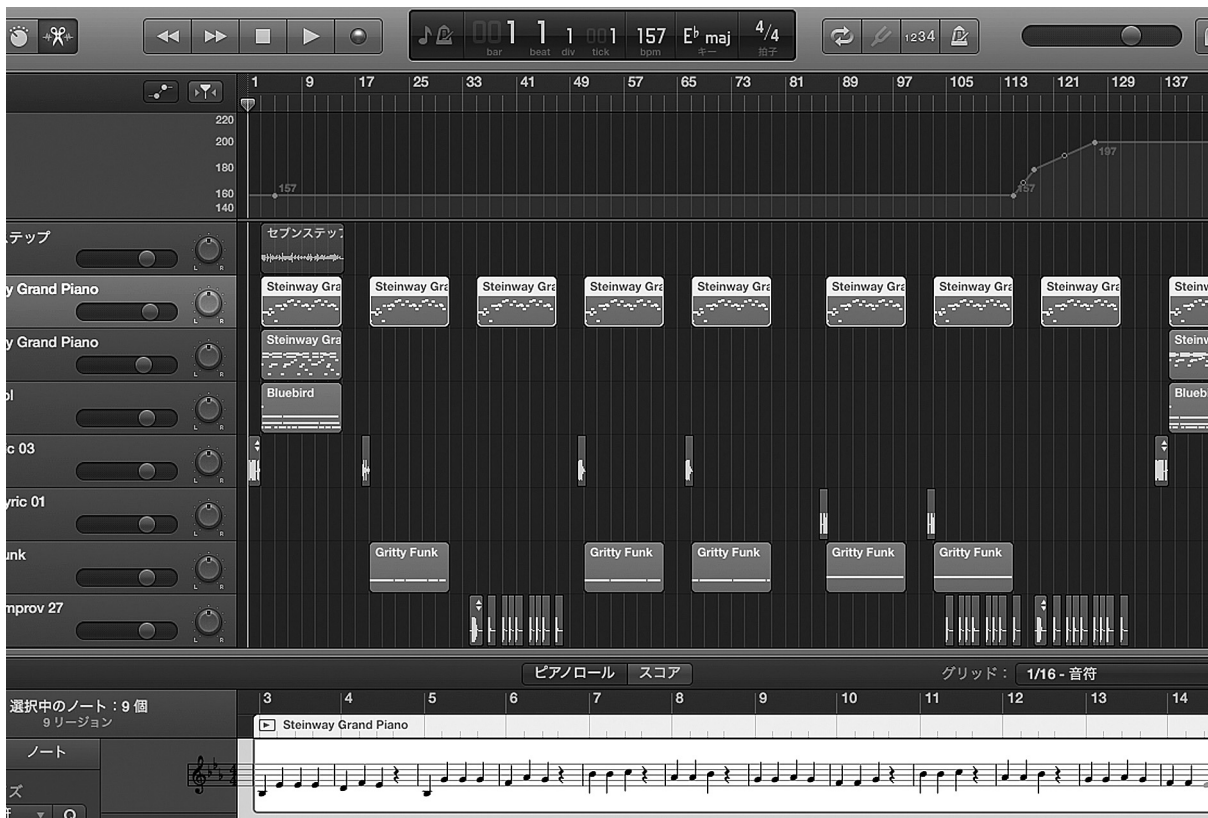 001 1 1 001 157 E♭ maj 4/4
bar beat div tick bpm キー 拍子
1234
1 9 17 25 33 41 49 57 65 73 81 89 97 105 113 121 129 137
220
200
180
160
140
157
157
197
ステップ
セブンステップ
y Grand Piano
Steinway Gra Steinway Gra Steinway Gra Steinway Gra Steinway Gra Steinway Gra Steinway Gra Steinway Gra Steinw
y Grand Piano
Steinway Gra Steinw
ol
Bluebird Blueb
c 03
yric 01
unk
Gritty Funk Gritty Funk Gritty Funk Gritty Funk Gritty Funk
mprov 27
L R
L R
L R
L R
L R
L R
L R
L R
ピアノロール スコア グリッド： 1/16 - 音符
選択中のノート：9 個
9 リージョン
3 4 5 6 7 8 9 10 11 12 13 14
Steinway Grand Piano
ノート
ズ
Q